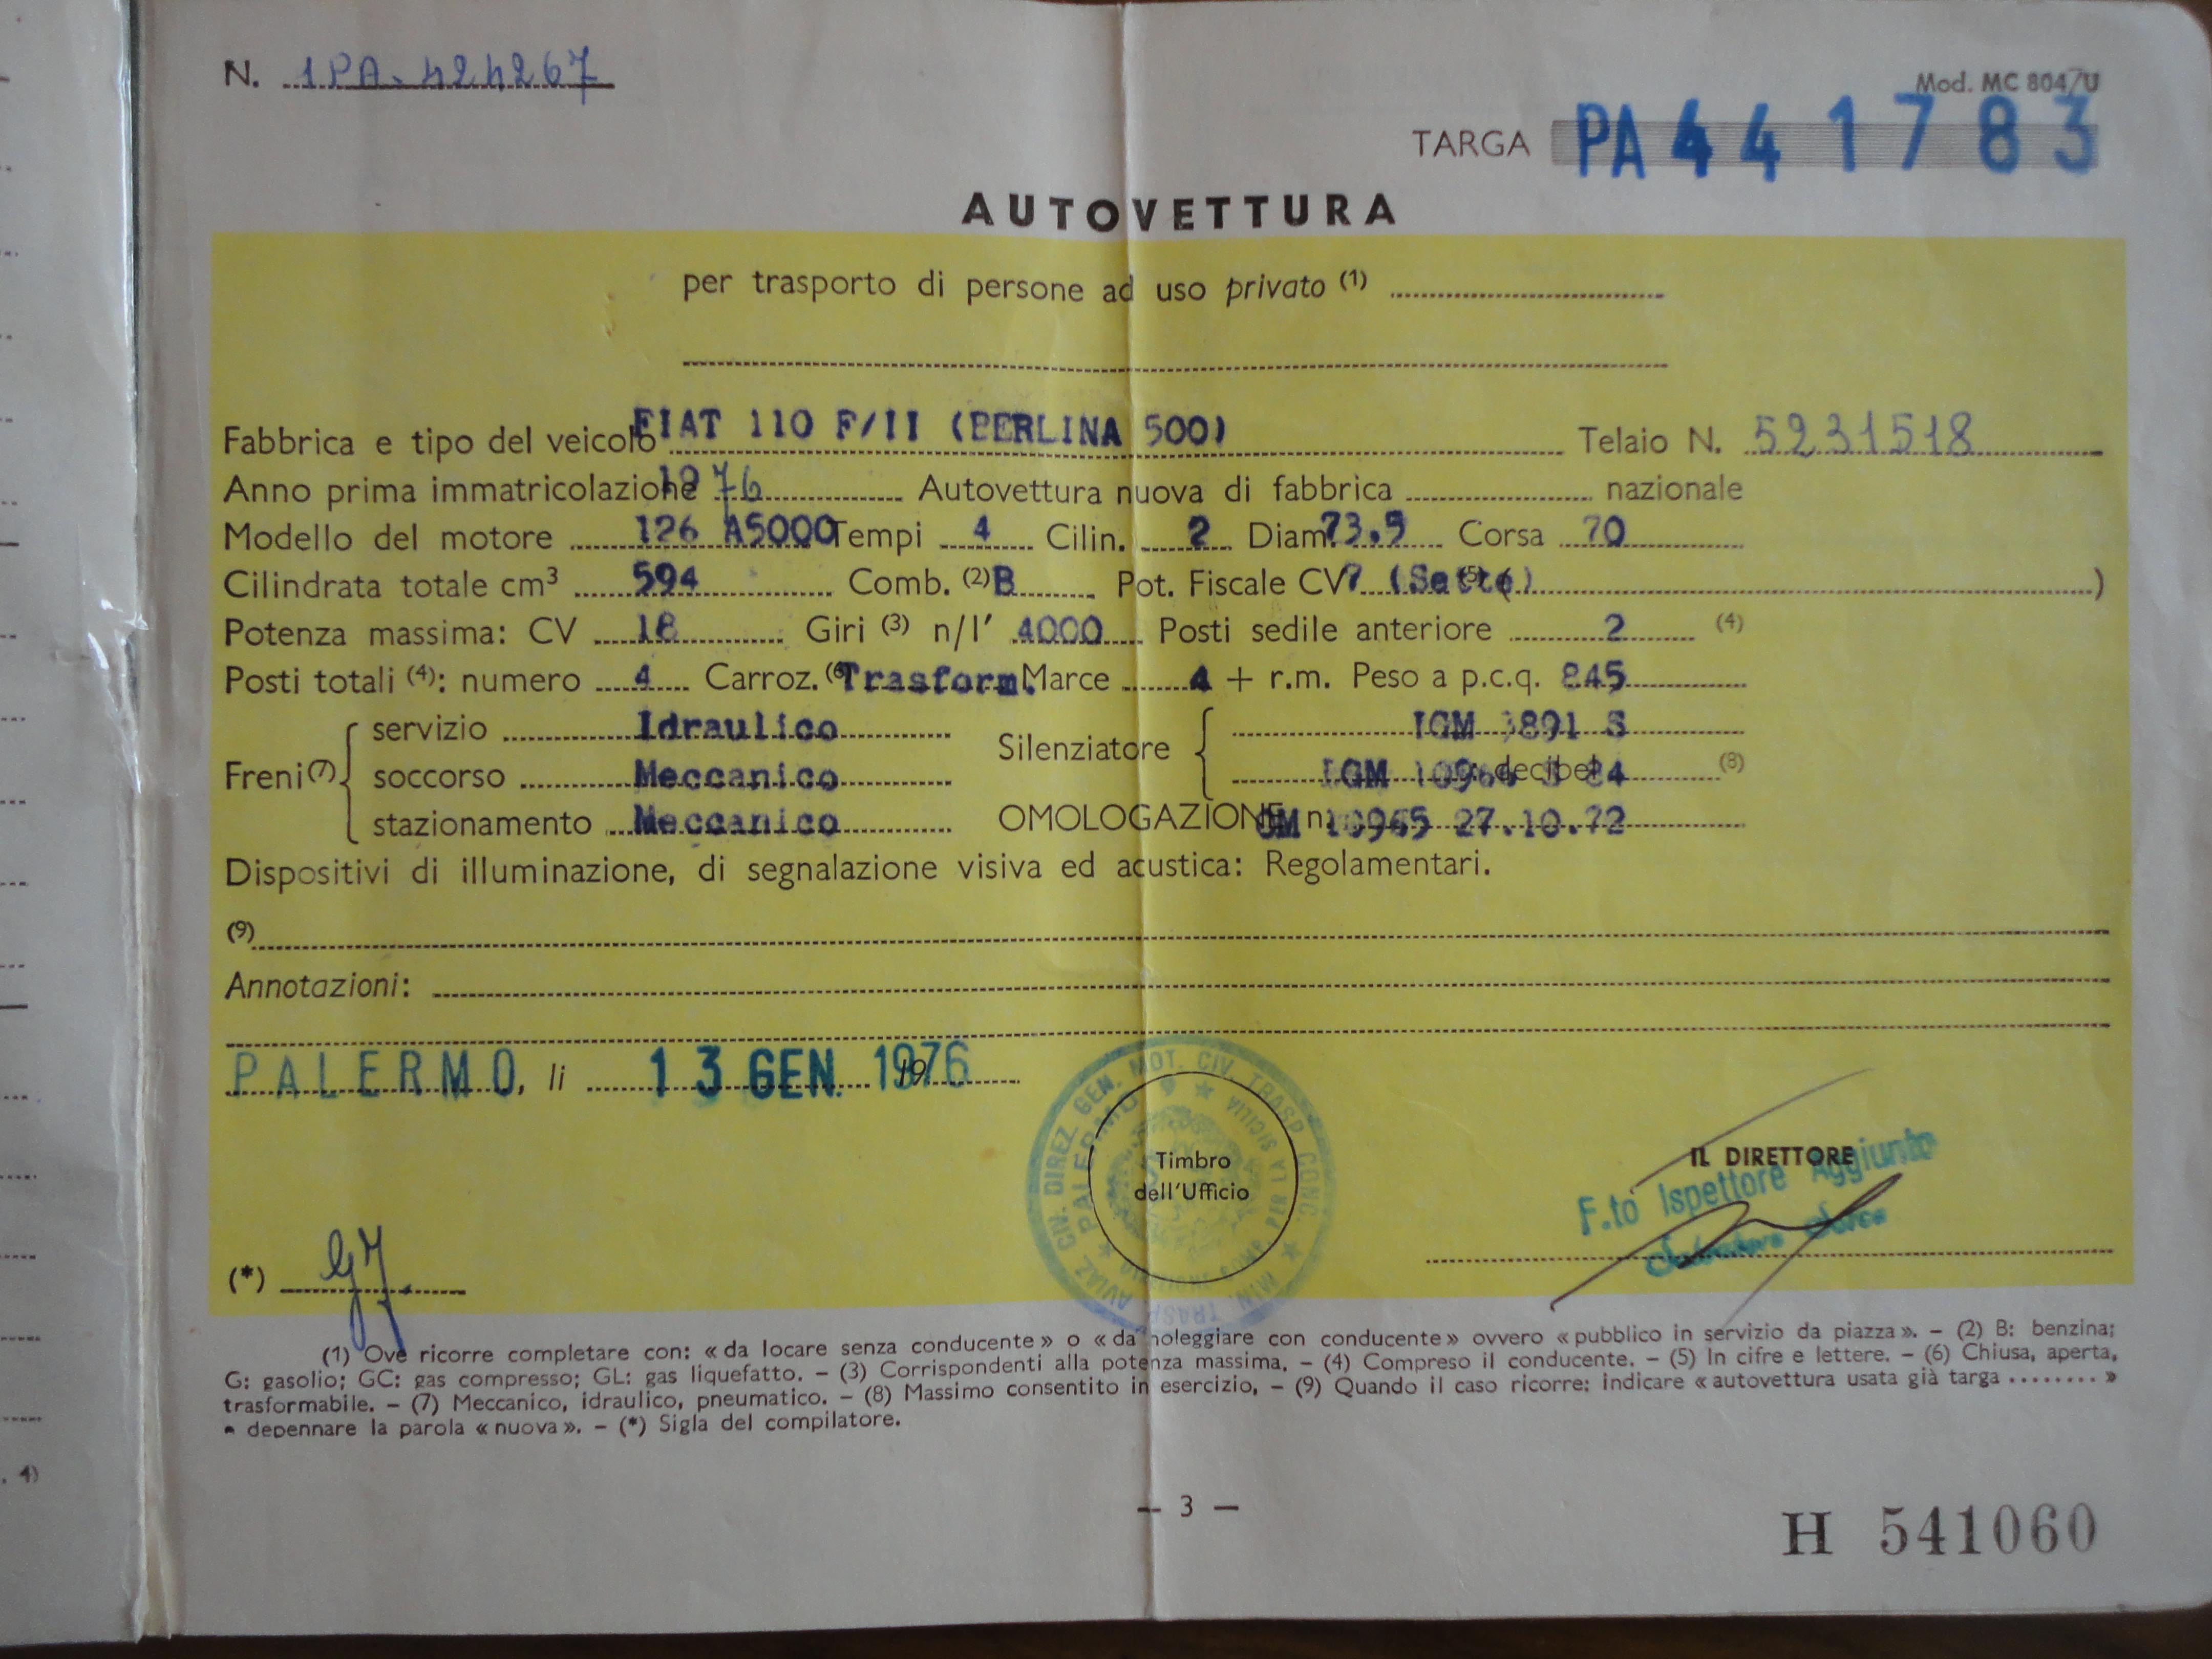 N. 1PA. 424267
Mod. MC 804/U
TARGA PA 441783
AUTOVETTURA
per trasporto di persone ad uso privato (1)
Fabbrica e tipo del veicolo FIAT 110 F/II (BERLINA 500) Telaio N. 5231518
Anno prima immatricolazione 1976 Autovettura nuova di fabbrica nazionale
Modello del motore 126 A5000 Tempi 4 Cilin. 2 Diam. 73.5 Corsa 70
Cilindrata totale cm³ 594 Comb. (2) B Pot. Fiscale CV 7 (5) (Sette)
Potenza massima: CV 18 Giri (3) n/1' 4000 Posti sedile anteriore 2 (4)
Posti totali (4): numero 4 Carroz. (6) Trasform. Marce 4 + r.m. Peso a p.c.q. 845
Freni (7) servizio Idraulico Silenziatore IGM 3891 S
soccorso Meccanico IGM decibel 84 (8)
stazionamento Meccanico OMOLOGAZIONE n. OM 10965 27.10.72
Dispositivi di illuminazione, di segnalazione visiva ed acustica: Regolamentari.
(9)
Annotazioni:
PALERMO, li 13 GEN. 1976
Timbro
dell'Ufficio
IL DIRETTORE
F.to Ispettore Aggiunto
(*)
(1) Ove ricorre completare con: « da locare senza conducente » o « da noleggiare con conducente » ovvero « pubblico in servizio da piazza ». – (2) B: benzina;
G: gasolio; GC: gas compresso; GL: gas liquefatto. – (3) Corrispondenti alla potenza massima. – (4) Compreso il conducente. – (5) In cifre e lettere. – (6) Chiusa, aperta,
trasformabile. – (7) Meccanico, idraulico, pneumatico. – (8) Massimo consentito in esercizio, – (9) Quando il caso ricorre: indicare « autovettura usata già targa ........ »
e depennare la parola « nuova ». – (*) Sigla del compilatore.
— 3 —
H 541060